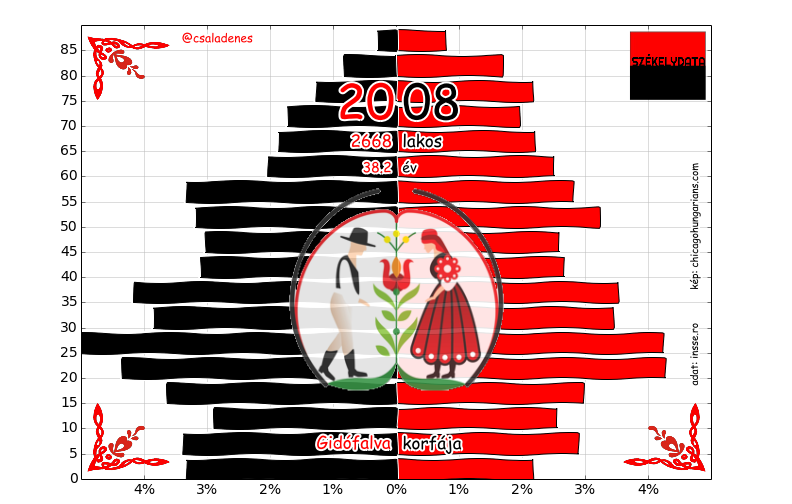 @csaladenes
SZÉKELYDATA
2008
2668 lakos
38,2 év
kép: chicagohungarians.com
adat: insse.ro
Gidófalva korfája
85
80
75
70
65
60
55
50
45
40
35
30
25
20
15
10
5
0
4% 3% 2% 1% 0% 1% 2% 3% 4%